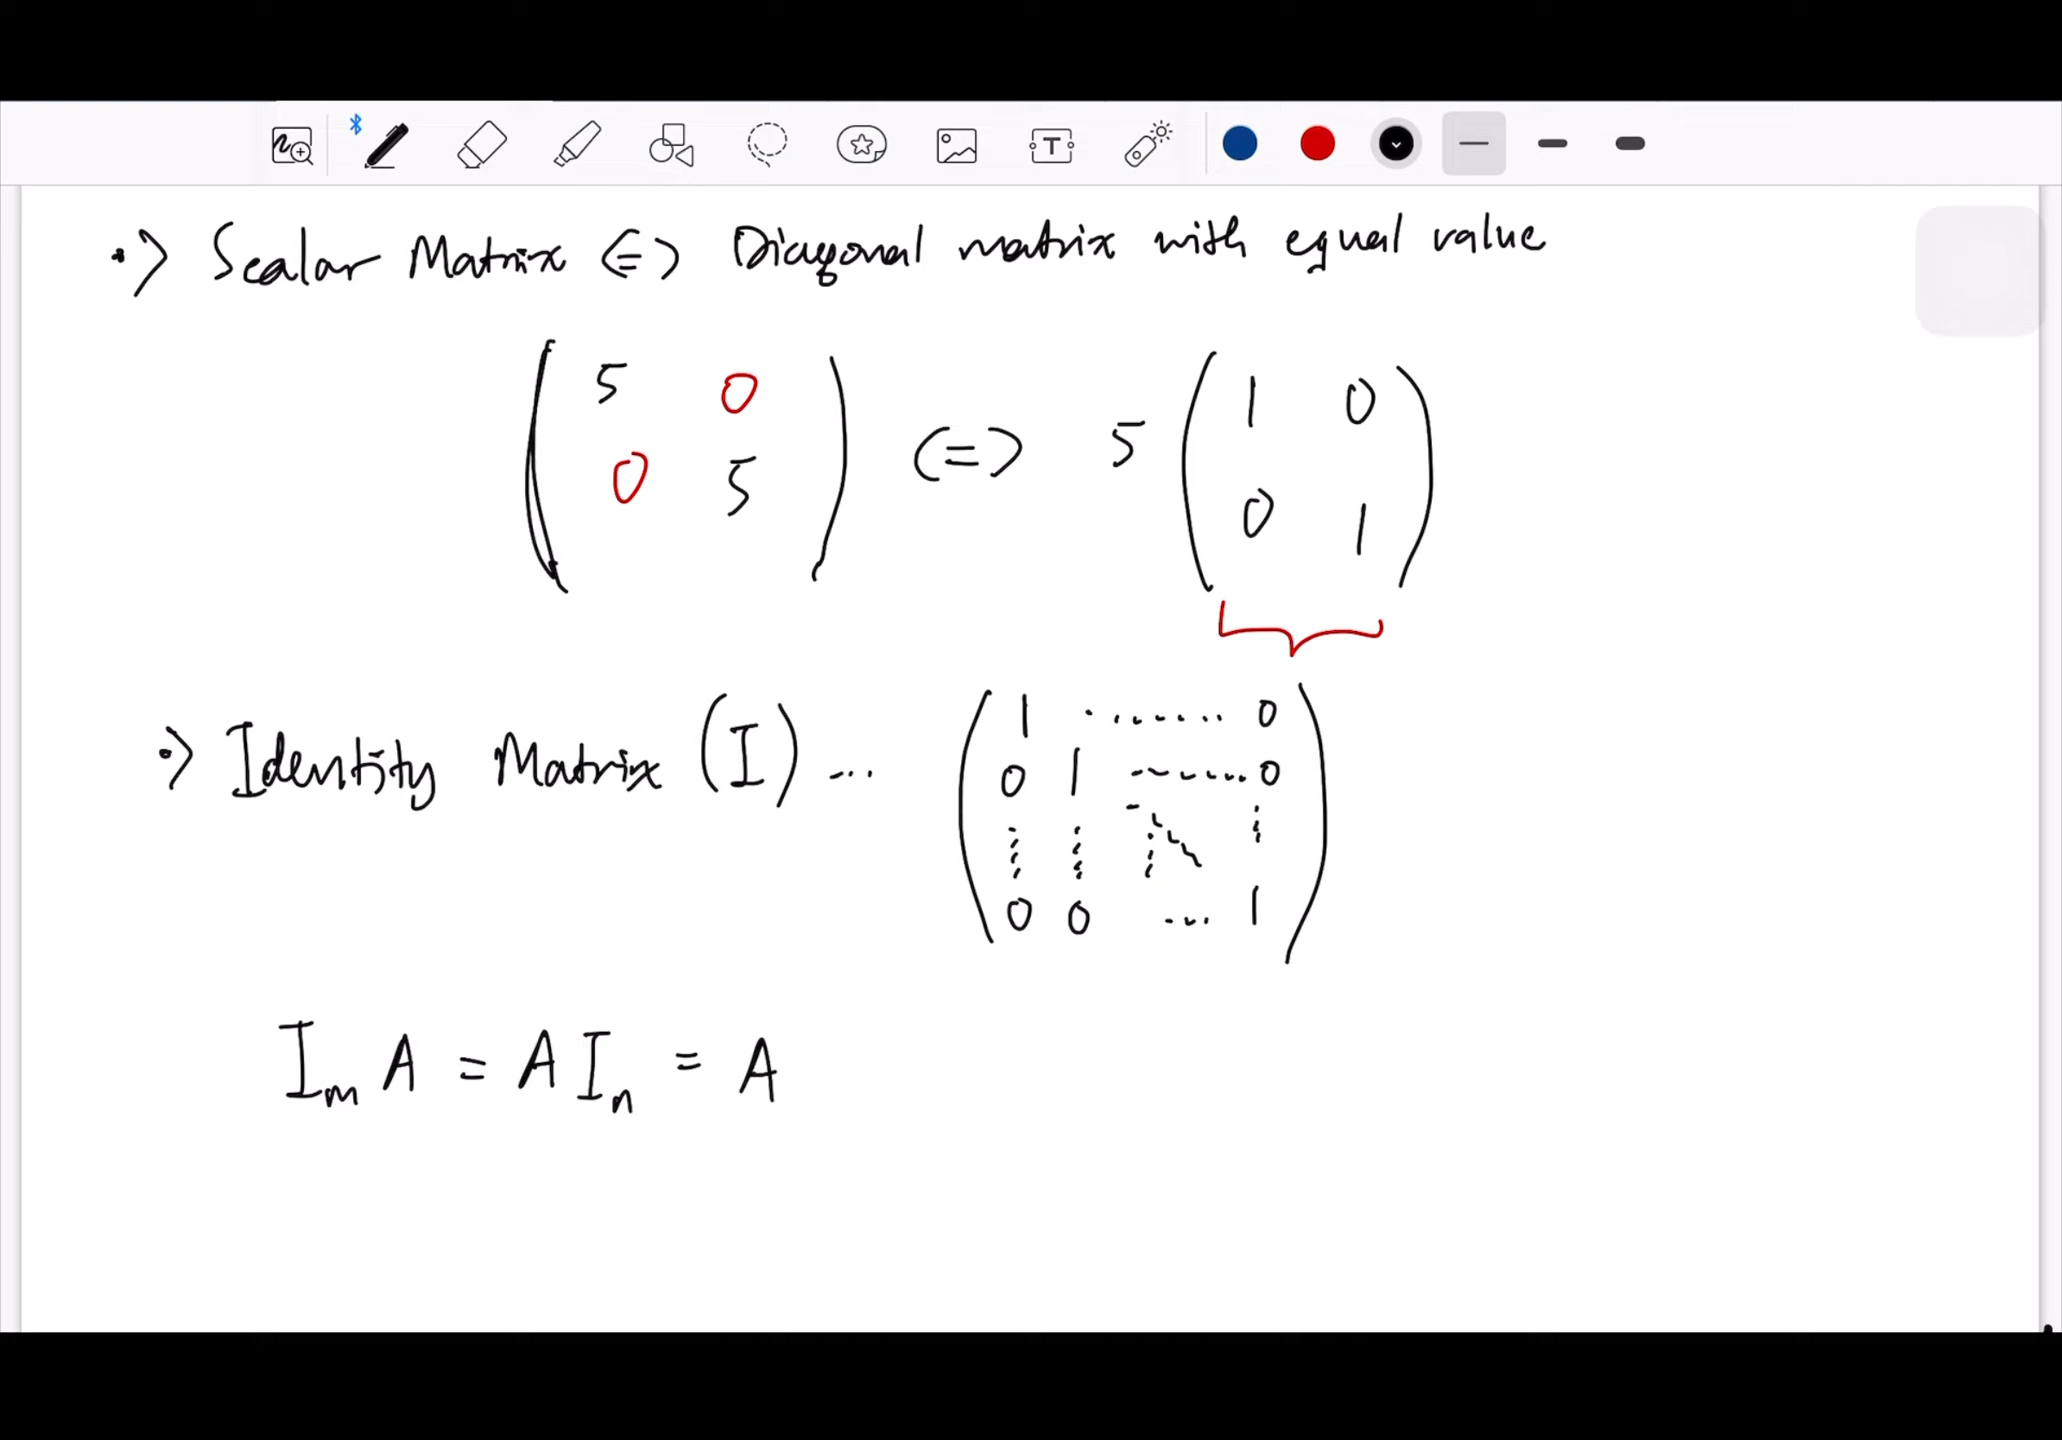 •) Scalar Matrix (=) Diagonal matrix with equal value
( 5 0 ) (=) 5 ( 1 0 )
( 0 5 ) ( 0 1 )
•) Identity Matrix (I) ... ( 1 ....... 0 )
( 0 1 ....... 0 )
( ⋮ ⋮ ⋮ ⋱ ⋮ )
( 0 0 ... 1 )
I_m A = A I_n = A